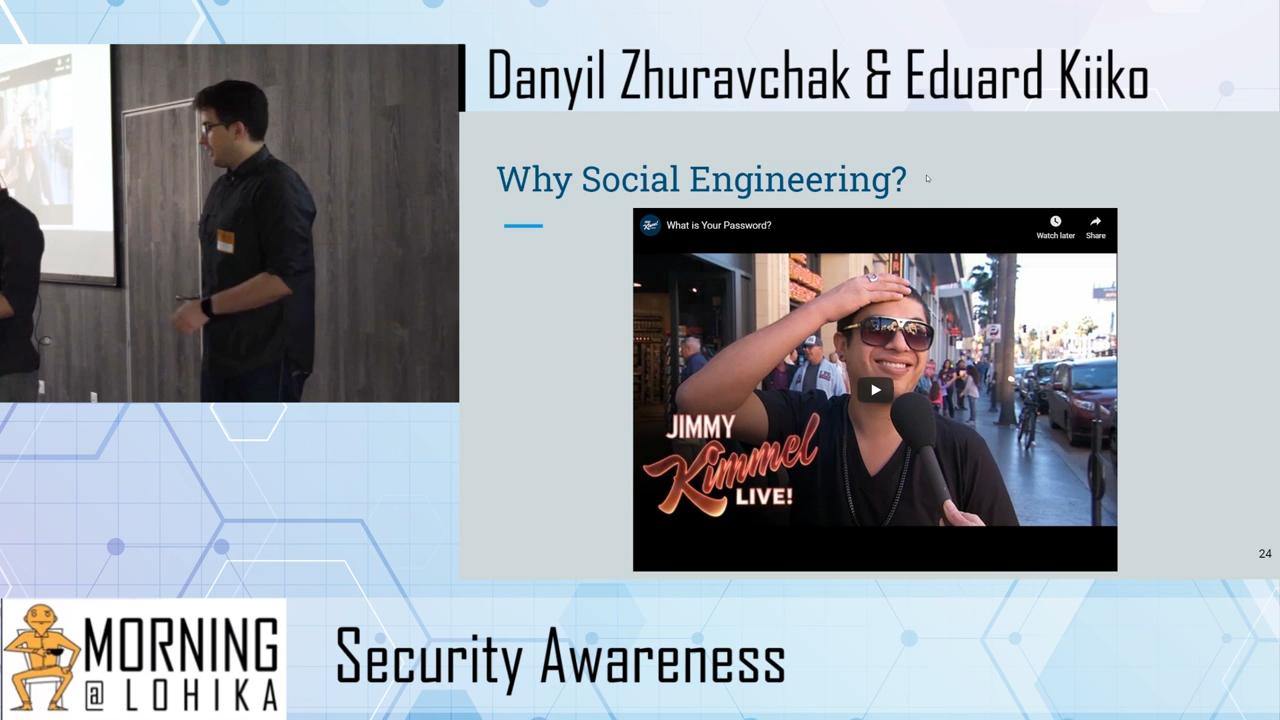 Danyil Zhuravchak & Eduard Kiiko
Why Social Engineering?
What is Your Password?
Watch later
Share
JIMMY
Kimmel
LIVE!
24
MORNING
@ LOHIKA
Security Awareness